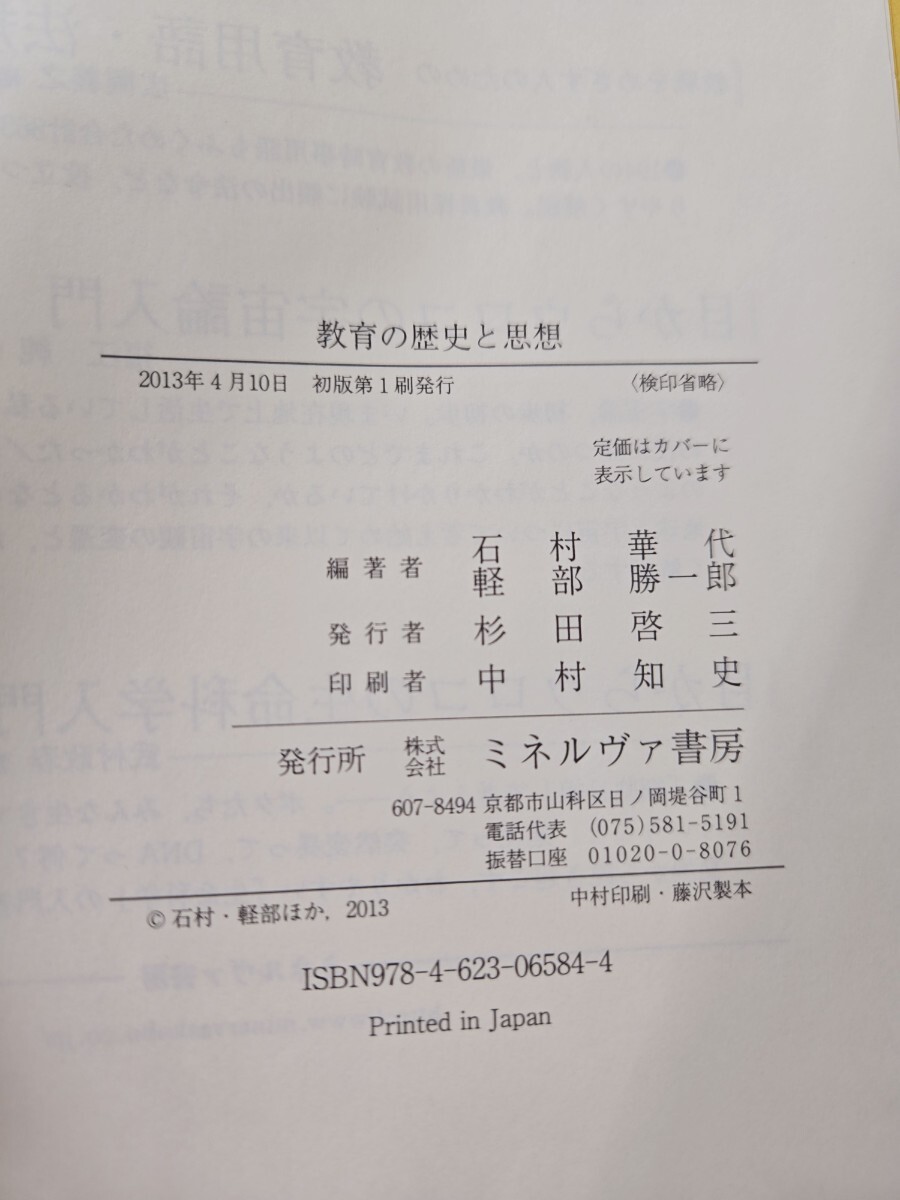 教育の歴史と思想
2013年4月10日　初版第1刷発行　〈検印省略〉
定価はカバーに
表示しています
編著者　石村華代
軽部勝一郎
発行者　杉田啓三
印刷者　中村知史
発行所　株式会社　ミネルヴァ書房
607-8494 京都市山科区日ノ岡堤谷町1
電話代表　(075)581-5191
振替口座　01020-0-8076
© 石村・軽部ほか, 2013　中村印刷・藤沢製本
ISBN978-4-623-06584-4
Printed in Japan